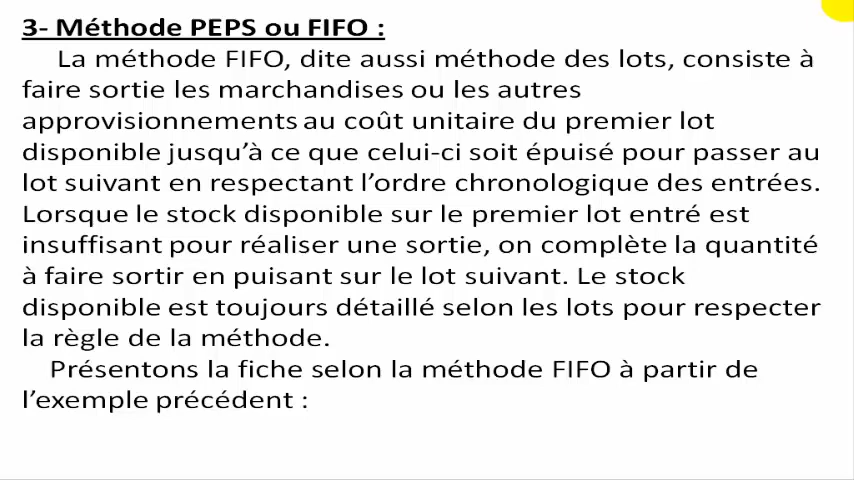 3- Méthode PEPS ou FIFO :
La méthode FIFO, dite aussi méthode des lots, consiste à
faire sortie les marchandises ou les autres
approvisionnements au coût unitaire du premier lot
disponible jusqu’à ce que celui-ci soit épuisé pour passer au
lot suivant en respectant l’ordre chronologique des entrées.
Lorsque le stock disponible sur le premier lot entré est
insuffisant pour réaliser une sortie, on complète la quantité
à faire sortir en puisant sur le lot suivant. Le stock
disponible est toujours détaillé selon les lots pour respecter
la règle de la méthode.
Présentons la fiche selon la méthode FIFO à partir de
l’exemple précédent :